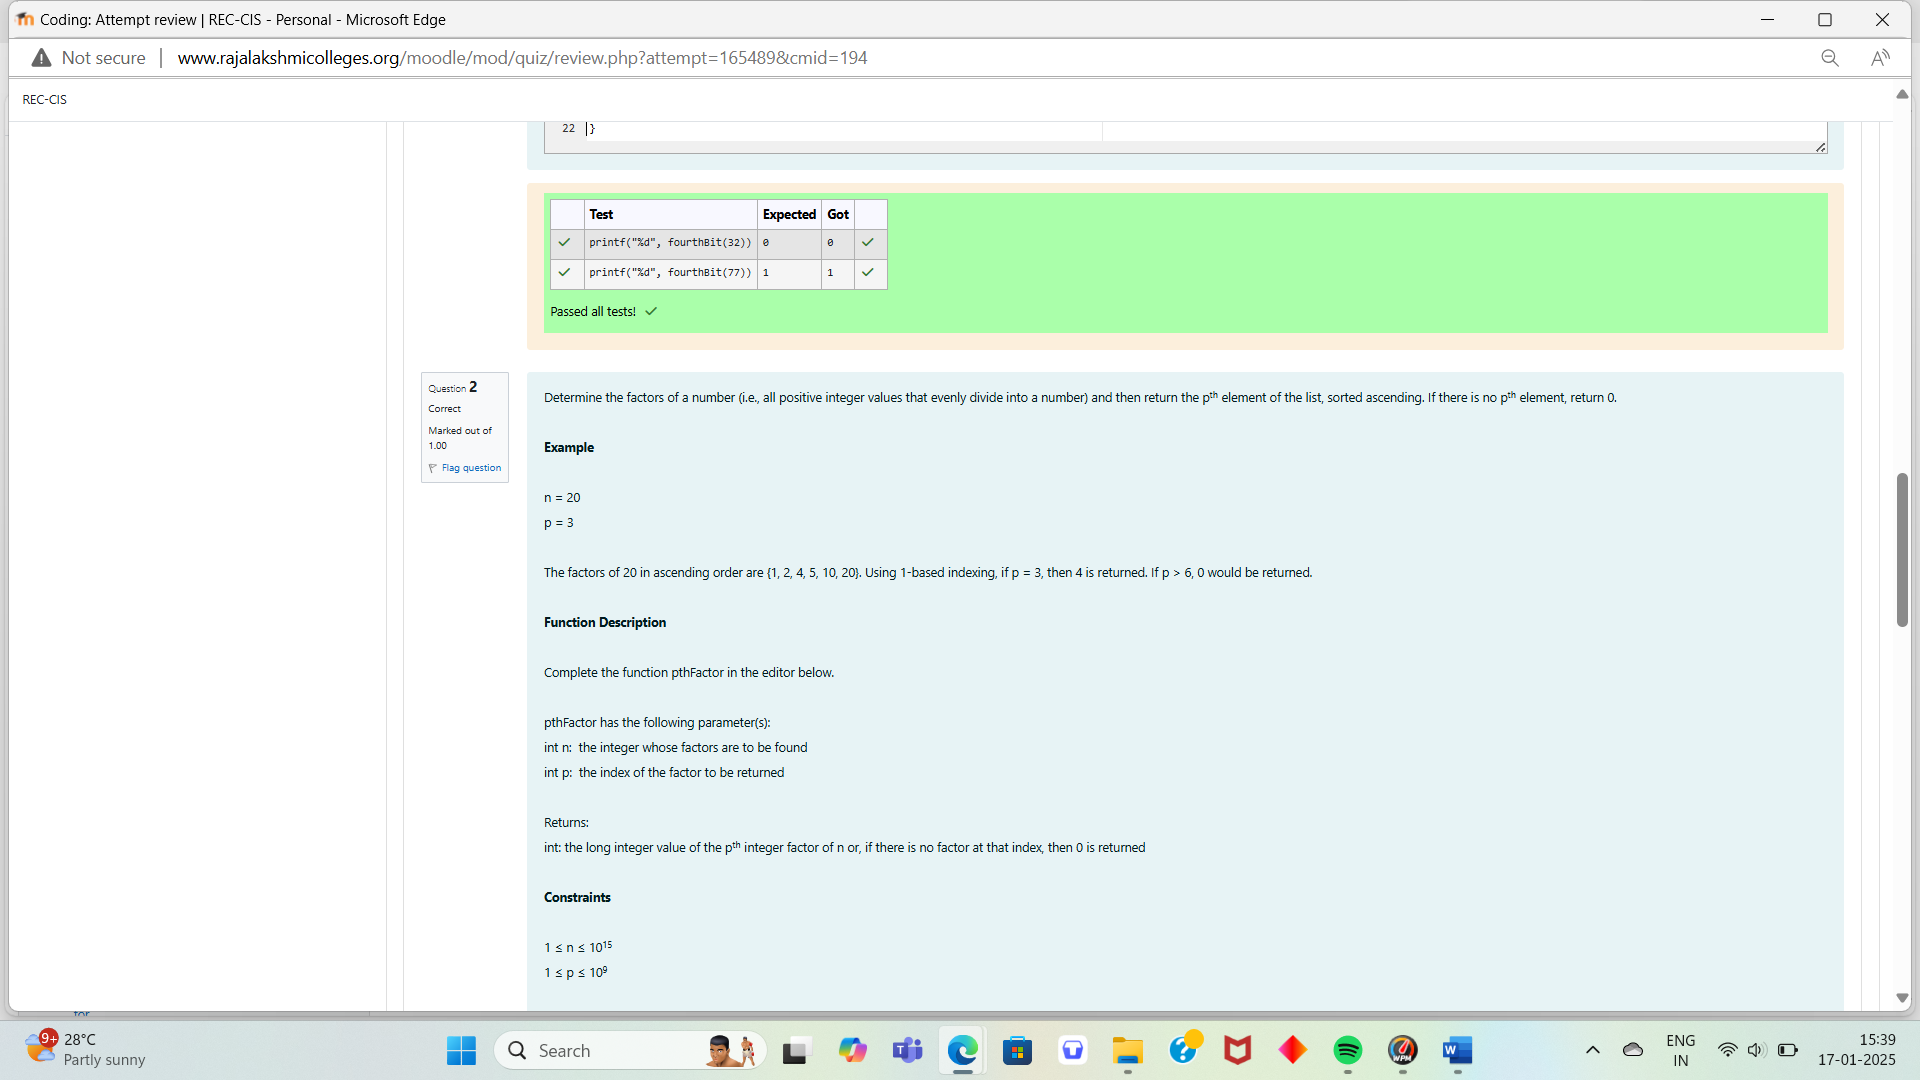 Coding: Attempt review | REC-CIS - Personal - Microsoft Edge
Not secure | www.rajalakshmicolleges.org/moodle/mod/quiz/review.php?attempt=165489&cmid=194
REC-CIS
22 }
Test Expected Got
printf("%d", fourthBit(32)) 0 0
printf("%d", fourthBit(77)) 1 1
Passed all tests!
Question 2
Correct
Marked out of
1.00
Flag question
Determine the factors of a number (i.e., all positive integer values that evenly divide into a number) and then return the pth element of the list, sorted ascending. If there is no pth element, return 0.
Example
n = 20
p = 3
The factors of 20 in ascending order are {1, 2, 4, 5, 10, 20}. Using 1-based indexing, if p = 3, then 4 is returned. If p > 6, 0 would be returned.
Function Description
Complete the function pthFactor in the editor below.
pthFactor has the following parameter(s):
int n: the integer whose factors are to be found
int p: the index of the factor to be returned
Returns:
int: the long integer value of the pth integer factor of n or, if there is no factor at that index, then 0 is returned
Constraints
1 ≤ n ≤ 10^15
1 ≤ p ≤ 10^9
for
9+
28°C
Partly sunny
Search
WPM
ENG
IN
15:39
17-01-2025